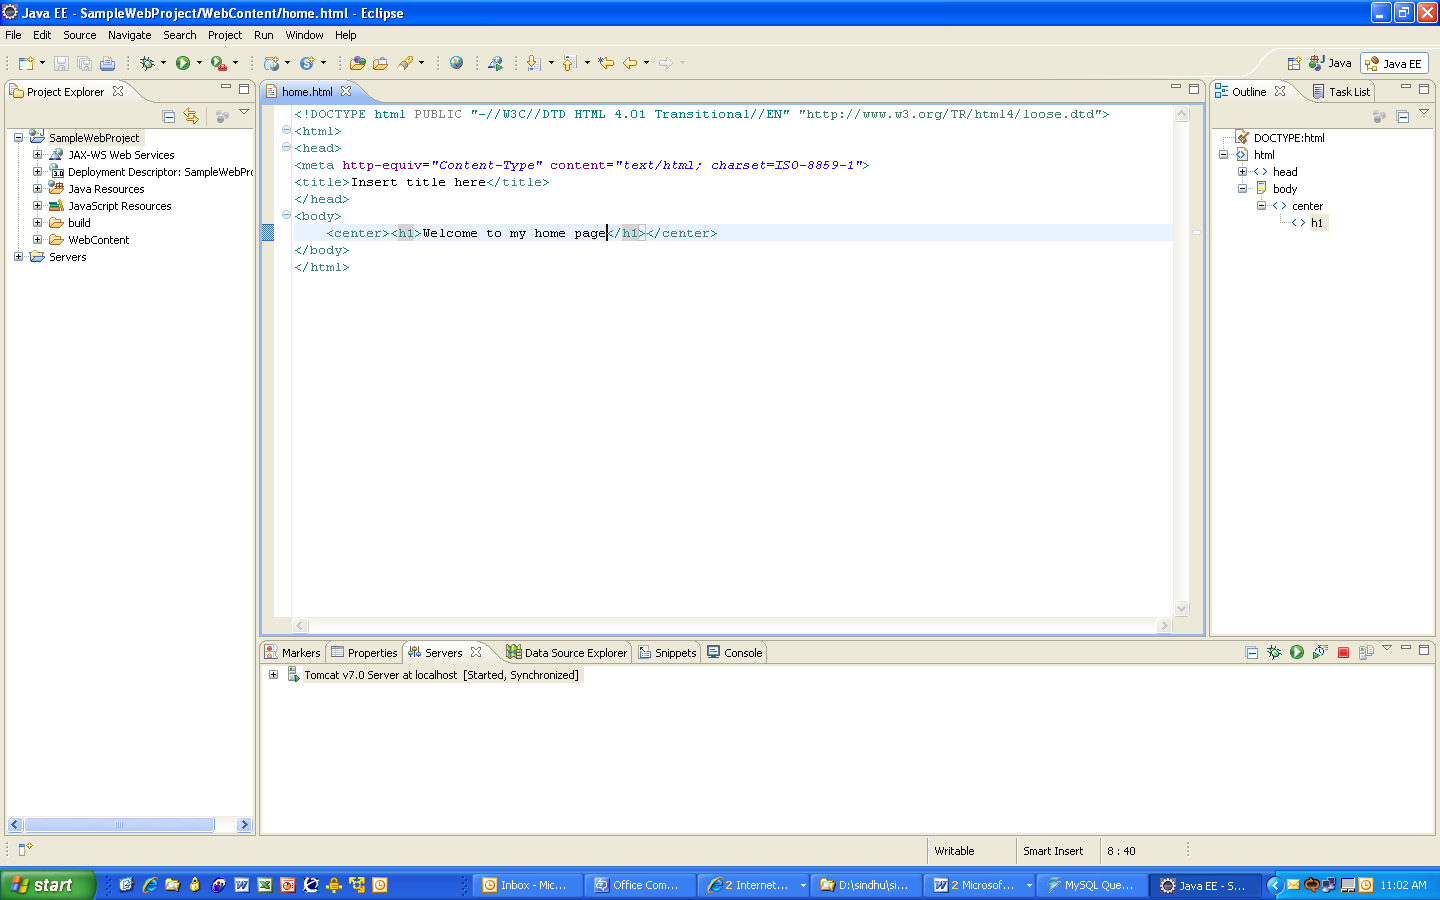 Java EE - SampleWebProject/WebContent/home.html - Eclipse
File Edit Source Navigate Search Project Run Window Help
Java Java EE
Project Explorer
SampleWebProject
JAX-WS Web Services
3.0 Deployment Descriptor: SampleWebPro
Java Resources
JavaScript Resources
build
WebContent
Servers
home.html
<!DOCTYPE html PUBLIC "-//W3C//DTD HTML 4.01 Transitional//EN" "http://www.w3.org/TR/html4/loose.dtd">
<html>
<head>
<meta http-equiv="Content-Type" content="text/html; charset=ISO-8859-1">
<title>Insert title here</title>
</head>
<body>
<center><h1>Welcome to my home page</h1></center>
</body>
</html>
Outline Task List
DOCTYPE:html
html
head
body
center
h1
Markers Properties Servers Data Source Explorer Snippets Console
Tomcat v7.0 Server at localhost [Started, Synchronized]
Writable Smart Insert 8 : 40
start Inbox - Mic... Office Com... 2 Internet... D:\sindhu\si... 2 Microsof... MySQL Que... Java EE - S... 11:02 AM